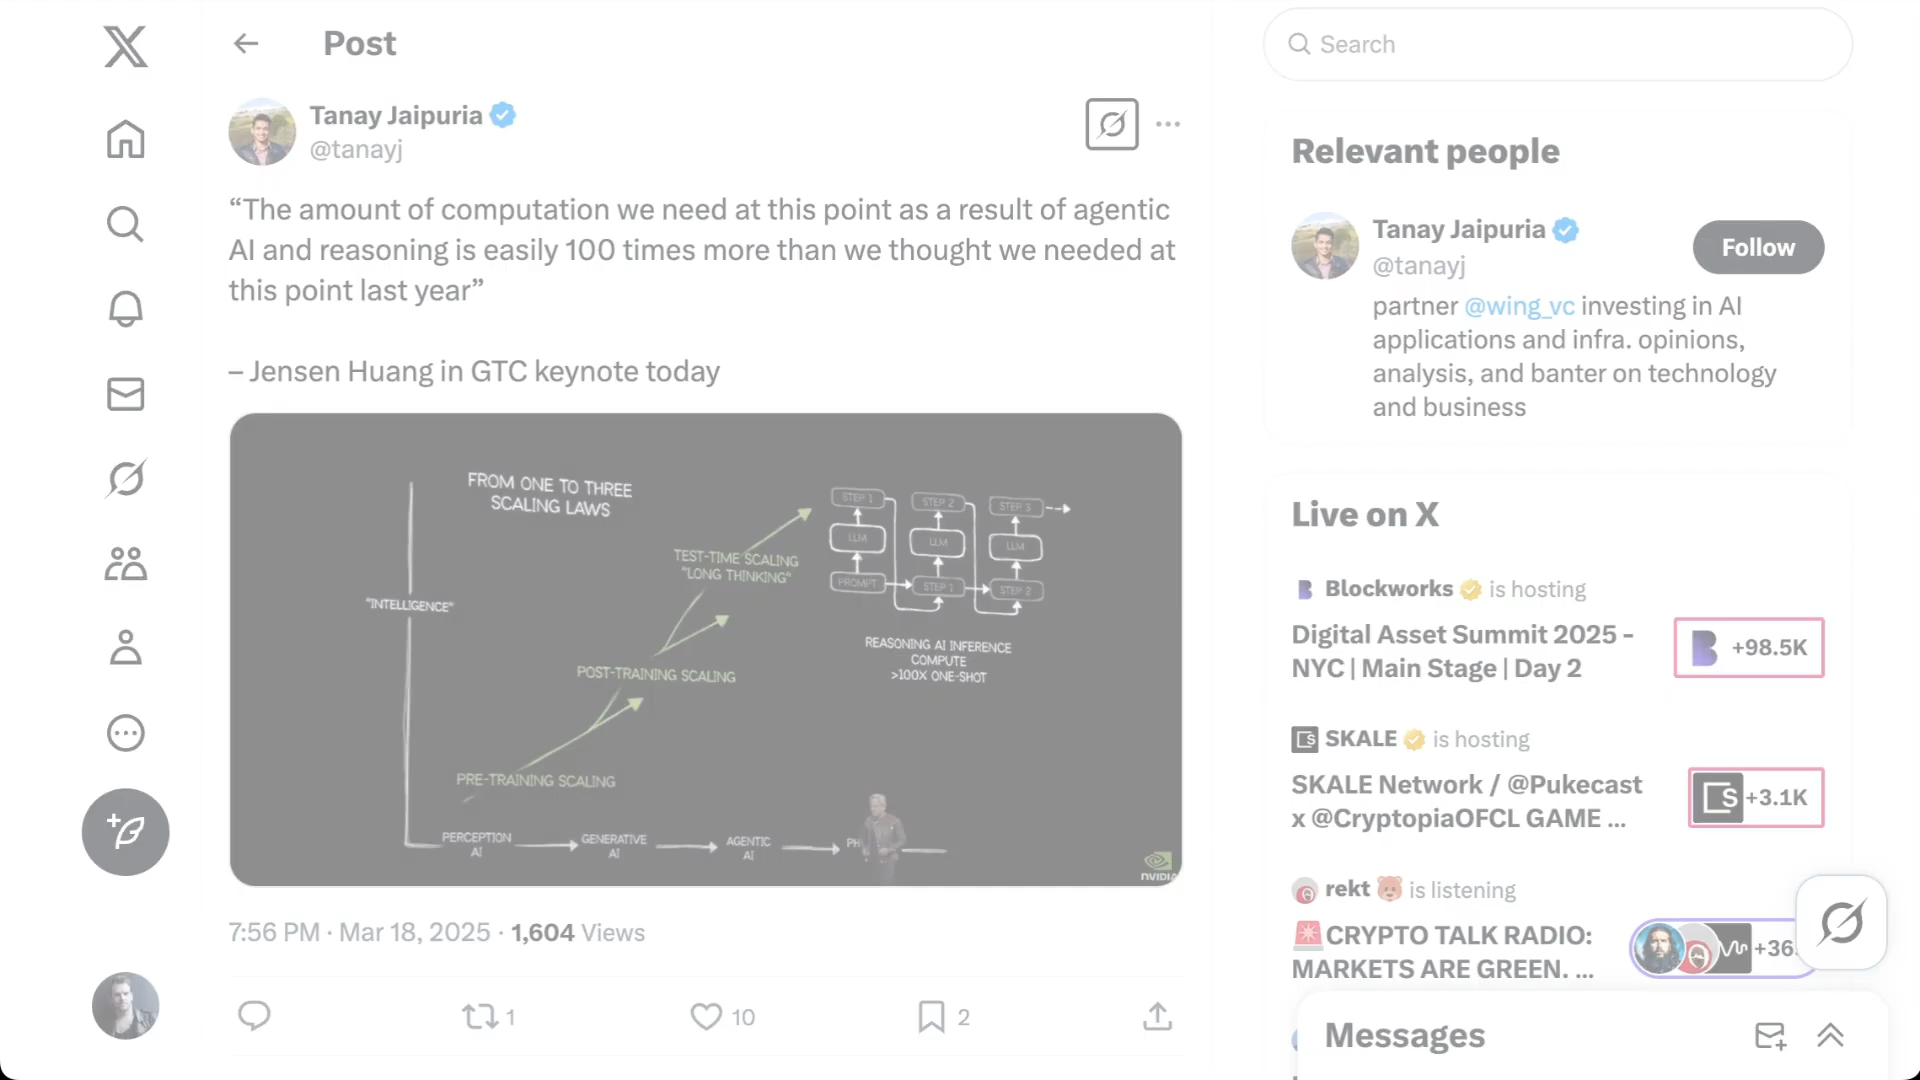 Post
Tanay Jaipuria
@tanayj
“The amount of computation we need at this point as a result of agentic
AI and reasoning is easily 100 times more than we thought we needed at
this point last year”
– Jensen Huang in GTC keynote today
FROM ONE TO THREE
SCALING LAWS
"INTELLIGENCE"
TEST-TIME SCALING
"LONG THINKING"
POST-TRAINING SCALING
PRE-TRAINING SCALING
STEP 1
STEP 2
STEP 3
LLM
LLM
LLM
PROMPT
STEP 1
STEP 2
REASONING AI INFERENCE
COMPUTE
>100X ONE-SHOT
PERCEPTION
AI
GENERATIVE
AI
AGENTIC
AI
PH
NVIDIA
7:56 PM · Mar 18, 2025 · 1,604 Views
1
10
2
Search
Relevant people
Tanay Jaipuria
@tanayj
Follow
partner @wing_vc investing in AI
applications and infra. opinions,
analysis, and banter on technology
and business
Live on X
Blockworks is hosting
Digital Asset Summit 2025 -
NYC | Main Stage | Day 2
+98.5K
SKALE is hosting
SKALE Network / @Pukecast
x @CryptopiaOFCL GAME ...
+3.1K
rekt 🐻 is listening
🚨CRYPTO TALK RADIO:
MARKETS ARE GREEN. ...
+36.
Messages